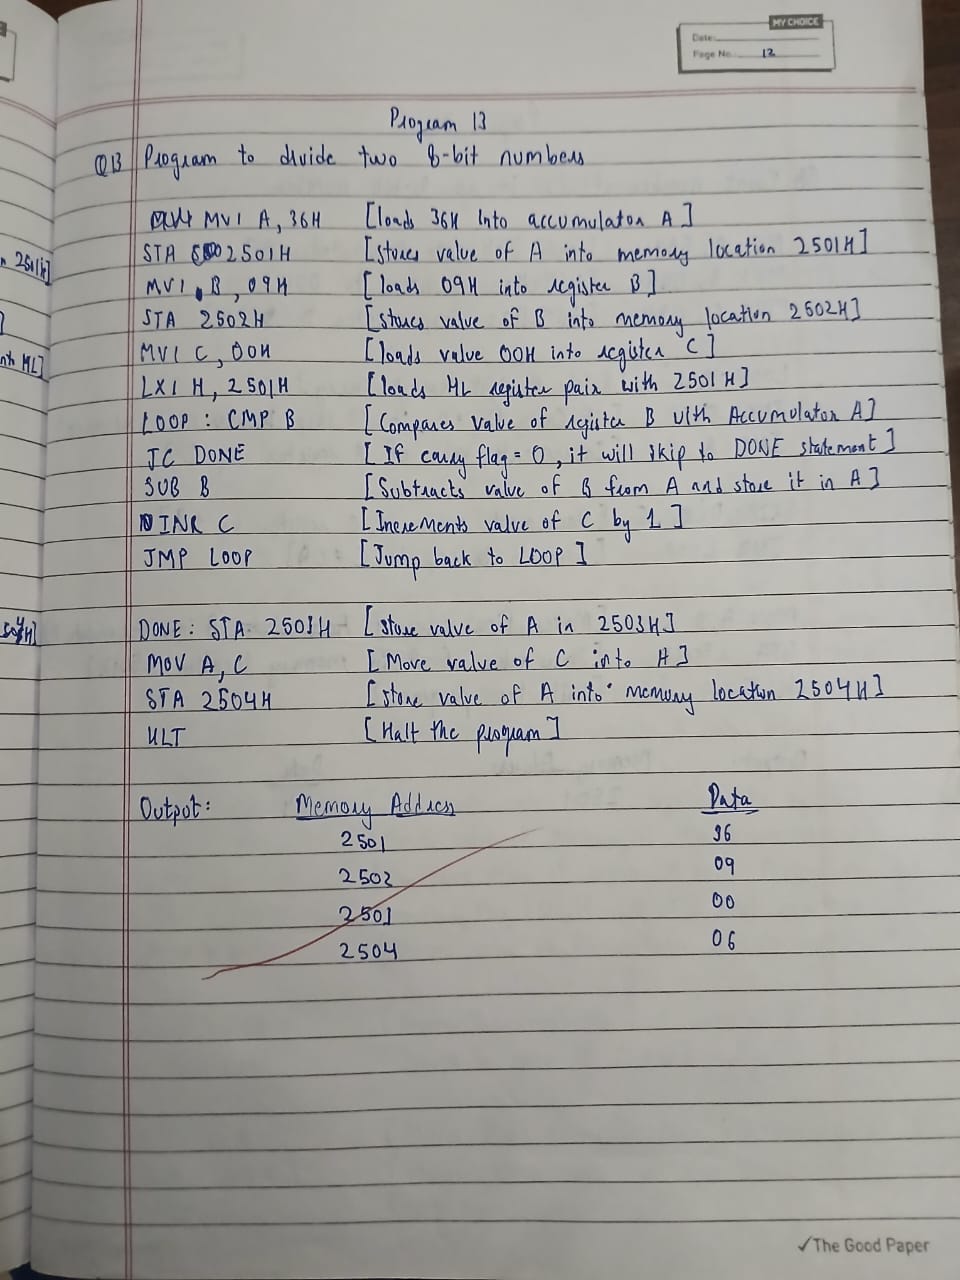 MY CHOICE
Date:
Page No. 12
Program 13
Q13 Program to divide two 8-bit numbers
MVI A, 36H [loads 36H into accumulator A]
STA 2501H [stores value of A into memory location 2501H]
n 2501H]
MVI B, 09H [loads 09H into register B]
STA 2502H [stores value of B into memory location 2502H]
]
MVI C, 00H [loads value 00H into register C]
nto HL]
LXI H, 2501H [loads HL register pair with 2501H]
LOOP : CMP B [Compares value of register B with Accumulator A]
JC DONE [If carry flag = 0, it will skip to DONE statement]
SUB B [Subtracts value of B from A and store it in A]
INR C [Increments value of C by 1]
JMP LOOP [Jump back to LOOP]
DONE : STA 2503H [store value of A in 2503H]
MOV A, C [Move value of C into H]
STA 2504H [store value of A into memory location 2504H]
HLT [Halt the program]
Output: Memory Address Data
2501 36
2502 09
2503 00
2504 06
✓The Good Paper